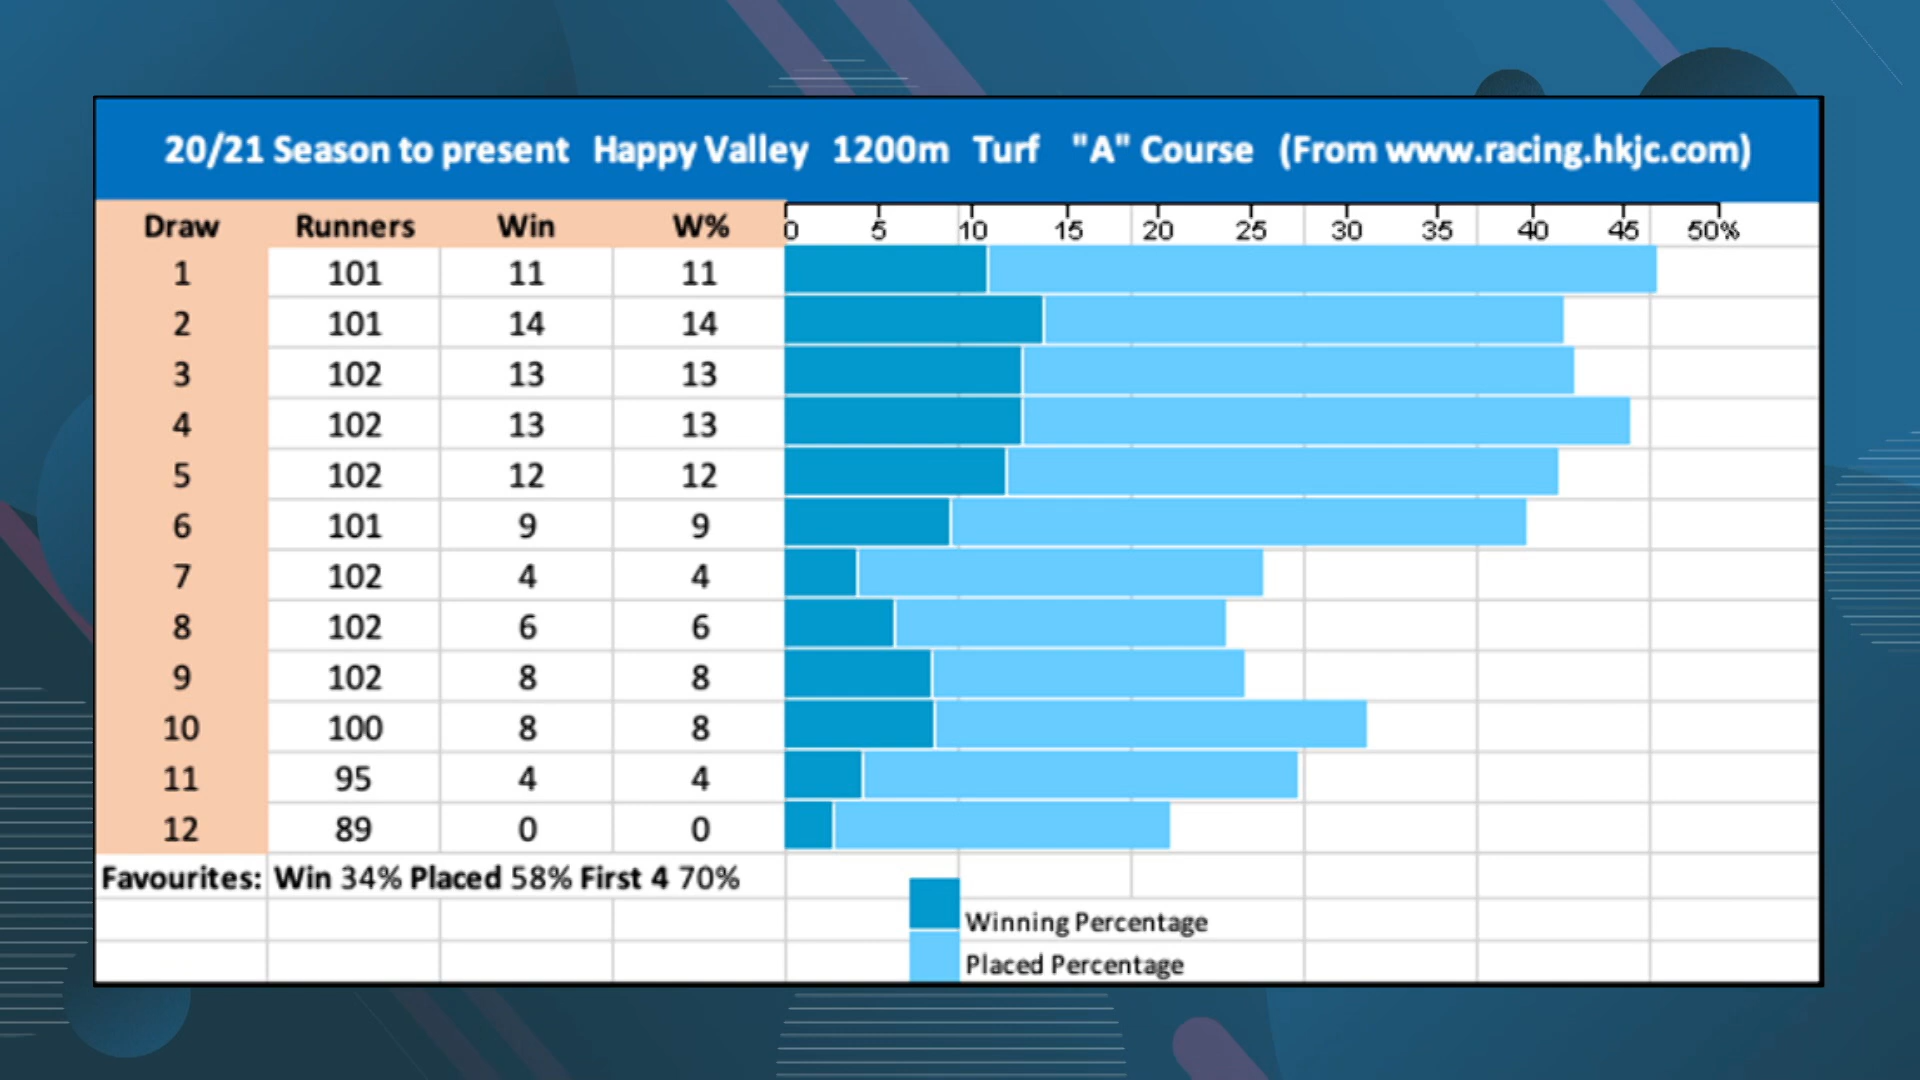 20/21 Season to present Happy Valley 1200m Turf "A" Course (From www.racing.hkjc.com)
Draw Runners Win W% 0 5 10 15 20 25 30 35 40 45 50%
1 101 11 11
2 101 14 14
3 102 13 13
4 102 13 13
5 102 12 12
6 101 9 9
7 102 4 4
8 102 6 6
9 102 8 8
10 100 8 8
11 95 4 4
12 89 0 0
Favourites: Win 34% Placed 58% First 4 70%
Winning Percentage
Placed Percentage